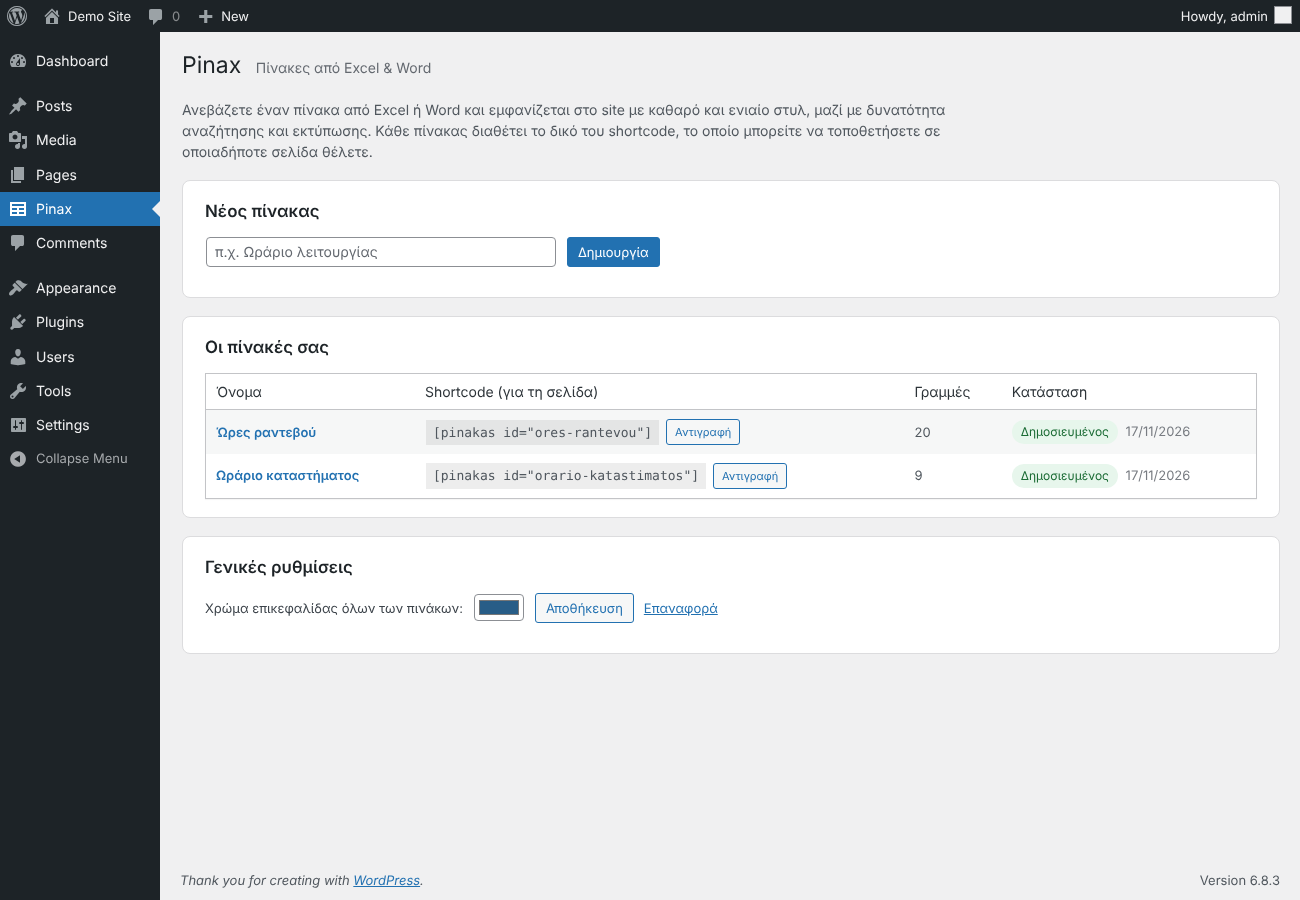 Demo Site 0 New Howdy, admin
Dashboard
Posts
Media
Pages
Pinax
Comments
Appearance
Plugins
Users
Tools
Settings
Collapse Menu
Pinax Πίνακες από Excel & Word
Ανεβάζετε έναν πίνακα από Excel ή Word και εμφανίζεται στο site με καθαρό και ενιαίο στυλ, μαζί με δυνατότητα
αναζήτησης και εκτύπωσης. Κάθε πίνακας διαθέτει το δικό του shortcode, το οποίο μπορείτε να τοποθετήσετε σε
οποιαδήποτε σελίδα θέλετε.
Νέος πίνακας
π.χ. Ωράριο λειτουργίας Δημιουργία
Οι πίνακές σας
Όνομα Shortcode (για τη σελίδα) Γραμμές Κατάσταση
Ώρες ραντεβού [pinakas id="ores-rantevou"] Αντιγραφή 20 Δημοσιευμένος 17/11/2026
Ωράριο καταστήματος [pinakas id="orario-katastimatos"] Αντιγραφή 9 Δημοσιευμένος 17/11/2026
Γενικές ρυθμίσεις
Χρώμα επικεφαλίδας όλων των πινάκων: Αποθήκευση Επαναφορά
Thank you for creating with WordPress. Version 6.8.3